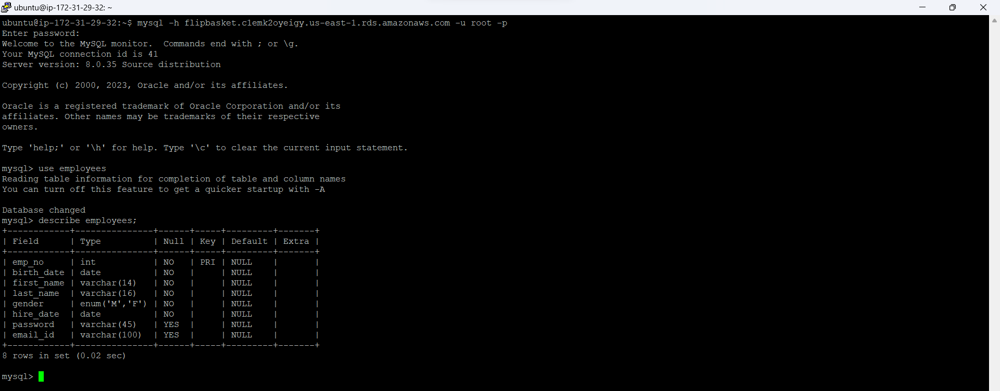 ubuntu@ip-172-31-29-32: ~
ubuntu@ip-172-31-29-32:~$ mysql -h flipbasket.c1emk2oyeigy.us-east-1.rds.amazonaws.com -u root -p
Enter password:
Welcome to the MySQL monitor.  Commands end with ; or \g.
Your MySQL connection id is 41
Server version: 8.0.35 Source distribution

Copyright (c) 2000, 2023, Oracle and/or its affiliates.

Oracle is a registered trademark of Oracle Corporation and/or its
affiliates. Other names may be trademarks of their respective
owners.

Type 'help;' or '\h' for help. Type '\c' to clear the current input statement.

mysql> use employees
Reading table information for completion of table and column names
You can turn off this feature to get a quicker startup with -A

Database changed
mysql> describe employees;
+------------+---------------+------+-----+---------+-------+
| Field      | Type          | Null | Key | Default | Extra |
+------------+---------------+------+-----+---------+-------+
| emp_no     | int           | NO   | PRI | NULL    |       |
| birth_date | date          | NO   |     | NULL    |       |
| first_name | varchar(14)   | NO   |     | NULL    |       |
| last_name  | varchar(16)   | NO   |     | NULL    |       |
| gender     | enum('M','F') | NO   |     | NULL    |       |
| hire_date  | date          | NO   |     | NULL    |       |
| password   | varchar(45)   | YES  |     | NULL    |       |
| email_id   | varchar(100)  | YES  |     | NULL    |       |
+------------+---------------+------+-----+---------+-------+
8 rows in set (0.02 sec)

mysql>